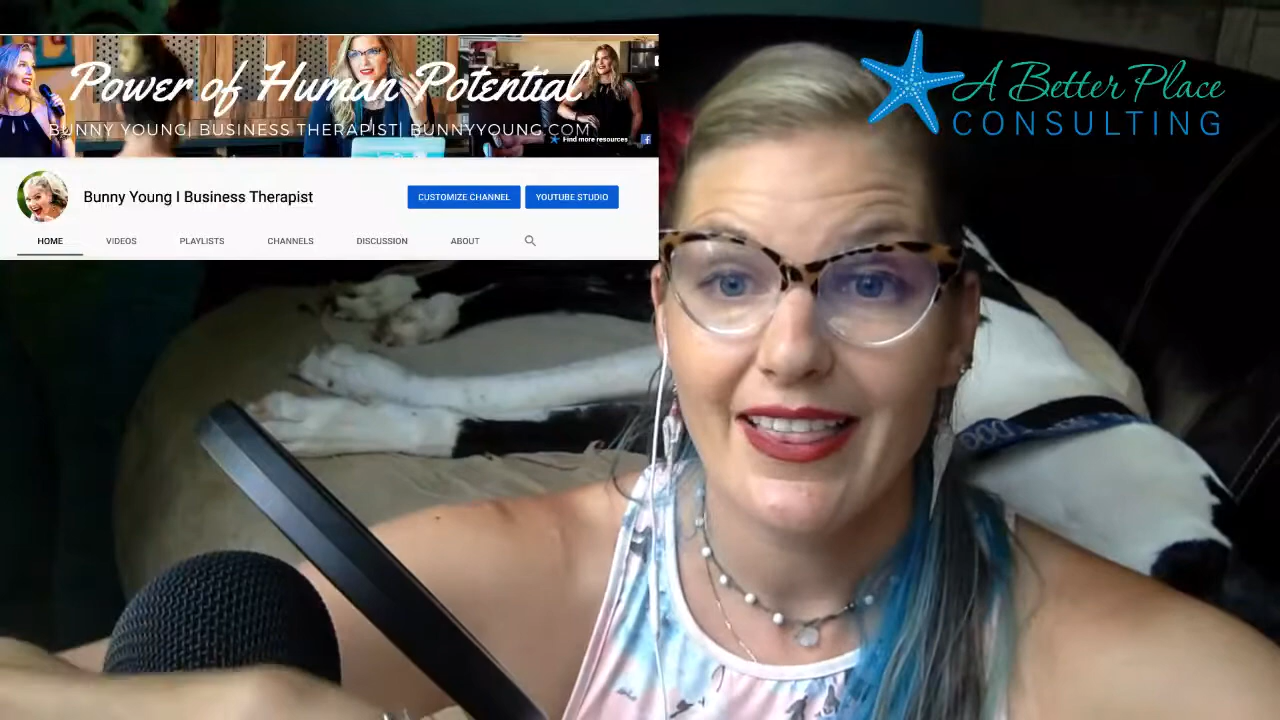 Power of Human Potential
BUNNY YOUNG| BUSINESS THERAPIST| BUNNYYOUNG.COM
Find more resources
Bunny Young I Business Therapist
CUSTOMIZE CHANNEL
YOUTUBE STUDIO
HOME
VIDEOS
PLAYLISTS
CHANNELS
DISCUSSION
ABOUT
A Better Place
CONSULTING